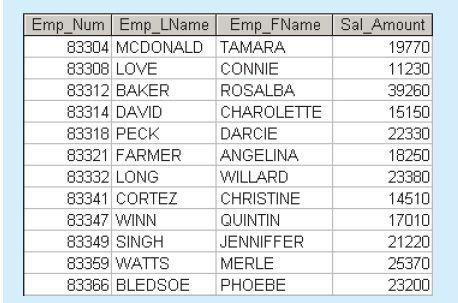 Emp_Num Emp_LName Emp_FName Sal_Amount
83304 MCDONALD TAMARA 19770
83308 LOVE CONNIE 11230
83312 BAKER ROSALBA 39260
83314 DAVID CHAROLETTE 15150
83318 PECK DARCIE 22330
83321 FARMER ANGELINA 18250
83332 LONG WILLARD 23380
83341 CORTEZ CHRISTINE 14510
83347 WINN QUINTIN 17010
83349 SINGH JENNIFFER 21220
83359 WATTS MERLE 25370
83366 BLEDSOE PHOEBE 23200